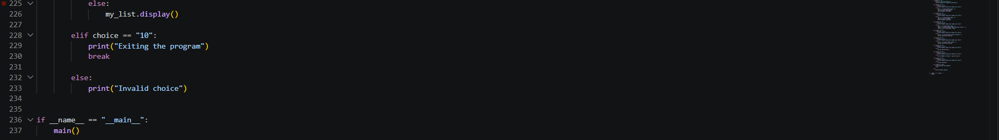 225 else:
226 my_list.display()
227
228 elif choice == "10":
229 print("Exiting the program")
230 break
231
232 else:
233 print("Invalid choice")
234
235
236 if __name__ == "__main__":
237 main()